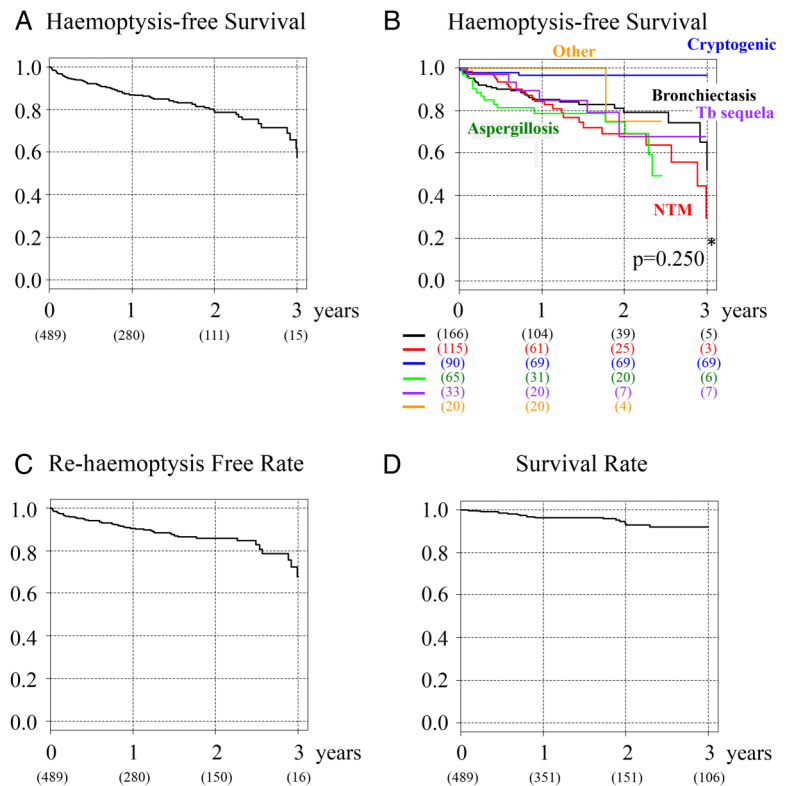 A Haemoptysis-free Survival
1.0
0.8
0.6
0.4
0.2
0.0
0 1 2 3 years
(489) (280) (111) (15)
B Haemoptysis-free Survival
Other Cryptogenic
1.0
Bronchiectasis
0.8 Tb sequela
Aspergillosis
0.6
0.4
NTM
0.2 *
p=0.250
0.0
0 1 2 3 years
(166) (104) (39) (5)
(115) (61) (25) (3)
(90) (69) (69) (69)
(65) (31) (20) (6)
(33) (20) (7) (7)
(20) (20) (4)
C Re-haemoptysis Free Rate
1.0
0.8
0.6
0.4
0.2
0.0
0 1 2 3 years
(489) (280) (150) (16)
D Survival Rate
1.0
0.8
0.6
0.4
0.2
0.0
0 1 2 3 years
(489) (351) (151) (106)